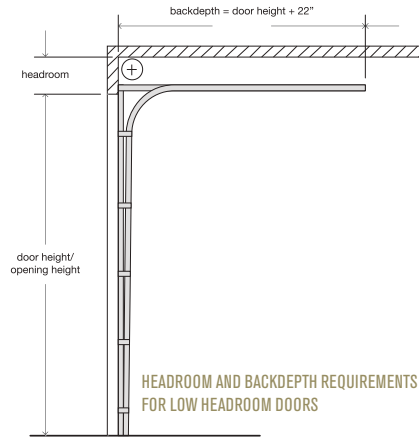 backdepth = door height + 22”
headroom
door height/
opening height
HEADROOM AND BACKDEPTH REQUIREMENTS
FOR LOW HEADROOM DOORS